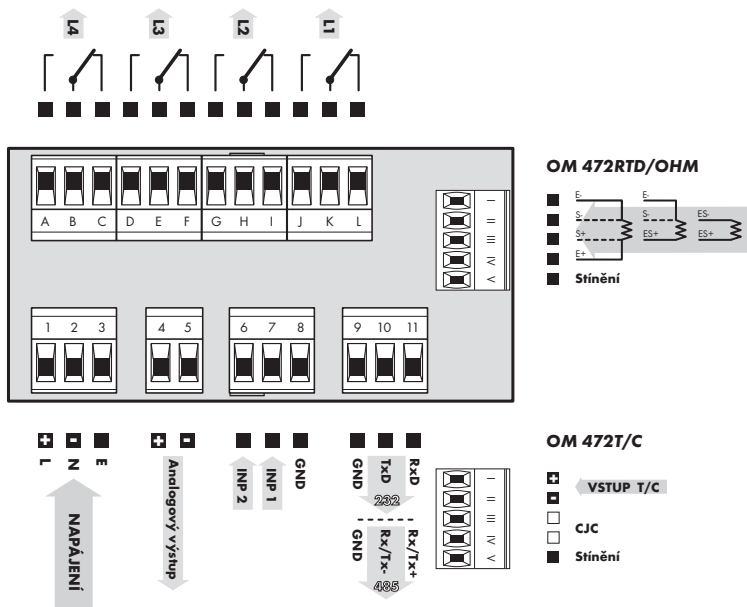 L4 L3 L2 L1
A B C D E F G H I J K L
I
II
III
IV
V
1 2 3 4 5 6 7 8 9 10 11
OM 472RTD/OHM
E- E-
S- S- ES-
S+ ES+ ES+
E+
Stínění
+ - + -
L N E
NAPÁJENÍ
Analogový výstup
INP 2 INP 1 GND
GND TxD RxD
232
GND Rx/Tx- Rx/Tx+
485
I
II
III
IV
V
OM 472T/C
+
-
VSTUP T/C
CJC
Stínění